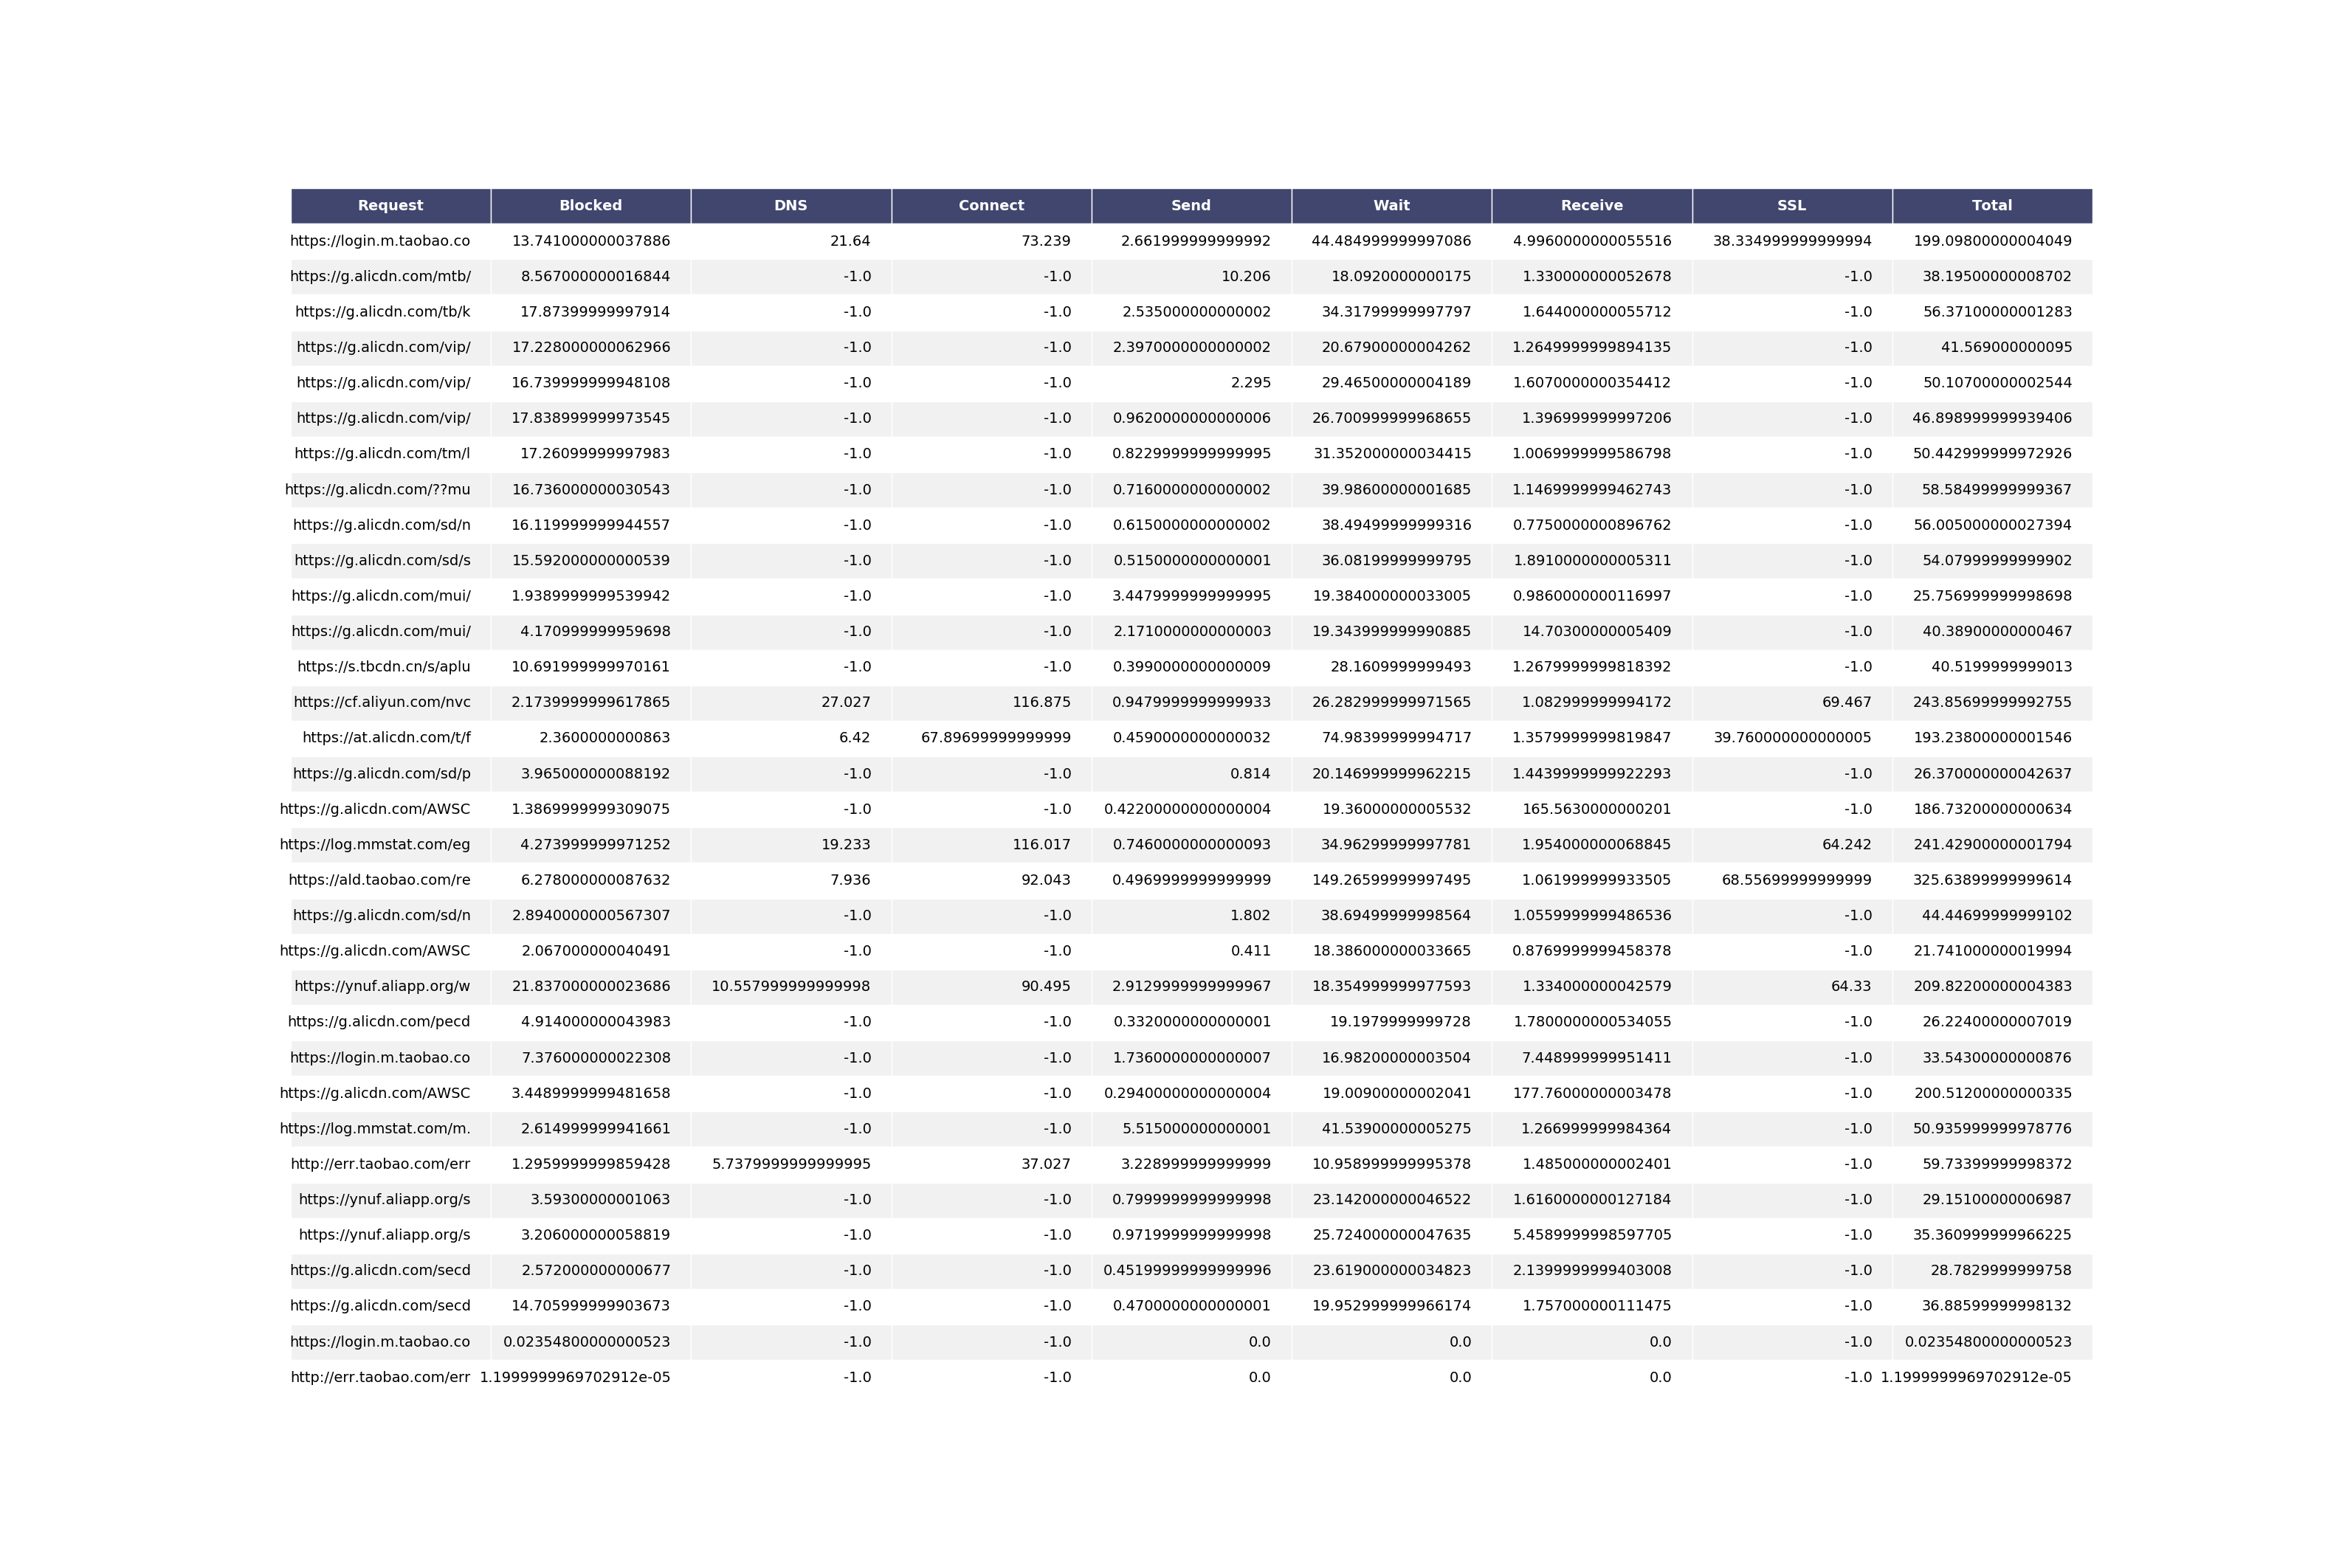 Request Blocked DNS Connect Send Wait Receive SSL Total
https://login.m.taobao.co 13.741000000037886 21.64 73.239 2.661999999999992 44.484999999997086 4.9960000000055516 38.334999999999994 199.09800000004049
https://g.alicdn.com/mtb/ 8.567000000016844 -1.0 -1.0 10.206 18.0920000000175 1.330000000052678 -1.0 38.19500000008702
https://g.alicdn.com/tb/k 17.87399999997914 -1.0 -1.0 2.535000000000002 34.31799999997797 1.644000000055712 -1.0 56.37100000001283
https://g.alicdn.com/vip/ 17.228000000062966 -1.0 -1.0 2.3970000000000002 20.67900000004262 1.2649999999894135 -1.0 41.569000000095
https://g.alicdn.com/vip/ 16.739999999948108 -1.0 -1.0 2.295 29.46500000004189 1.6070000000354412 -1.0 50.10700000002544
https://g.alicdn.com/vip/ 17.838999999973545 -1.0 -1.0 0.9620000000000006 26.700999999968655 1.396999999997206 -1.0 46.898999999939406
https://g.alicdn.com/tm/l 17.26099999997983 -1.0 -1.0 0.8229999999999995 31.352000000034415 1.0069999999586798 -1.0 50.442999999972926
https://g.alicdn.com/??mu 16.736000000030543 -1.0 -1.0 0.7160000000000002 39.98600000001685 1.1469999999462743 -1.0 58.58499999999367
https://g.alicdn.com/sd/n 16.119999999944557 -1.0 -1.0 0.6150000000000002 38.49499999999316 0.7750000000896762 -1.0 56.005000000027394
https://g.alicdn.com/sd/s 15.592000000000539 -1.0 -1.0 0.5150000000000001 36.08199999999795 1.8910000000005311 -1.0 54.07999999999902
https://g.alicdn.com/mui/ 1.9389999999539942 -1.0 -1.0 3.4479999999999995 19.384000000033005 0.9860000000116997 -1.0 25.756999999998698
https://g.alicdn.com/mui/ 4.170999999959698 -1.0 -1.0 2.1710000000000003 19.343999999990885 14.70300000005409 -1.0 40.38900000000467
https://s.tbcdn.cn/s/aplu 10.691999999970161 -1.0 -1.0 0.3990000000000009 28.1609999999493 1.2679999999818392 -1.0 40.5199999999013
https://cf.aliyun.com/nvc 2.1739999999617865 27.027 116.875 0.9479999999999933 26.282999999971565 1.082999999994172 69.467 243.85699999992755
https://at.alicdn.com/t/f 2.3600000000863 6.42 67.89699999999999 0.4590000000000032 74.98399999994717 1.3579999999819847 39.760000000000005 193.23800000001546
https://g.alicdn.com/sd/p 3.965000000088192 -1.0 -1.0 0.814 20.146999999962215 1.4439999999922293 -1.0 26.370000000042637
https://g.alicdn.com/AWSC 1.3869999999309075 -1.0 -1.0 0.42200000000000004 19.36000000005532 165.5630000000201 -1.0 186.73200000000634
https://log.mmstat.com/eg 4.273999999971252 19.233 116.017 0.7460000000000093 34.96299999997781 1.954000000068845 64.242 241.42900000001794
https://ald.taobao.com/re 6.278000000087632 7.936 92.043 0.4969999999999999 149.26599999997495 1.061999999933505 68.55699999999999 325.63899999999614
https://g.alicdn.com/sd/n 2.8940000000567307 -1.0 -1.0 1.802 38.69499999998564 1.0559999999486536 -1.0 44.44699999999102
https://g.alicdn.com/AWSC 2.067000000040491 -1.0 -1.0 0.411 18.386000000033665 0.8769999999458378 -1.0 21.741000000019994
https://ynuf.aliapp.org/w 21.837000000023686 10.557999999999998 90.495 2.9129999999999967 18.354999999977593 1.334000000042579 64.33 209.82200000004383
https://g.alicdn.com/pecd 4.914000000043983 -1.0 -1.0 0.3320000000000001 19.1979999999728 1.7800000000534055 -1.0 26.22400000007019
https://login.m.taobao.co 7.376000000022308 -1.0 -1.0 1.7360000000000007 16.98200000003504 7.448999999951411 -1.0 33.54300000000876
https://g.alicdn.com/AWSC 3.4489999999481658 -1.0 -1.0 0.29400000000000004 19.00900000002041 177.76000000003478 -1.0 200.51200000000335
https://log.mmstat.com/m. 2.614999999941661 -1.0 -1.0 5.515000000000001 41.53900000005275 1.266999999984364 -1.0 50.935999999978776
http://err.taobao.com/err 1.2959999999859428 5.7379999999999995 37.027 3.228999999999999 10.958999999995378 1.485000000002401 -1.0 59.73399999998372
https://ynuf.aliapp.org/s 3.59300000001063 -1.0 -1.0 0.7999999999999998 23.142000000046522 1.6160000000127184 -1.0 29.15100000006987
https://ynuf.aliapp.org/s 3.206000000058819 -1.0 -1.0 0.9719999999999998 25.724000000047635 5.4589999998597705 -1.0 35.360999999966225
https://g.alicdn.com/secd 2.572000000000677 -1.0 -1.0 0.45199999999999996 23.619000000034823 2.1399999999403008 -1.0 28.7829999999758
https://g.alicdn.com/secd 14.705999999903673 -1.0 -1.0 0.4700000000000001 19.952999999966174 1.757000000111475 -1.0 36.88599999998132
https://login.m.taobao.co 0.02354800000000523 -1.0 -1.0 0.0 0.0 0.0 -1.0 0.02354800000000523
http://err.taobao.com/err 1.1999999969702912e-05 -1.0 -1.0 0.0 0.0 0.0 -1.0 1.1999999969702912e-05